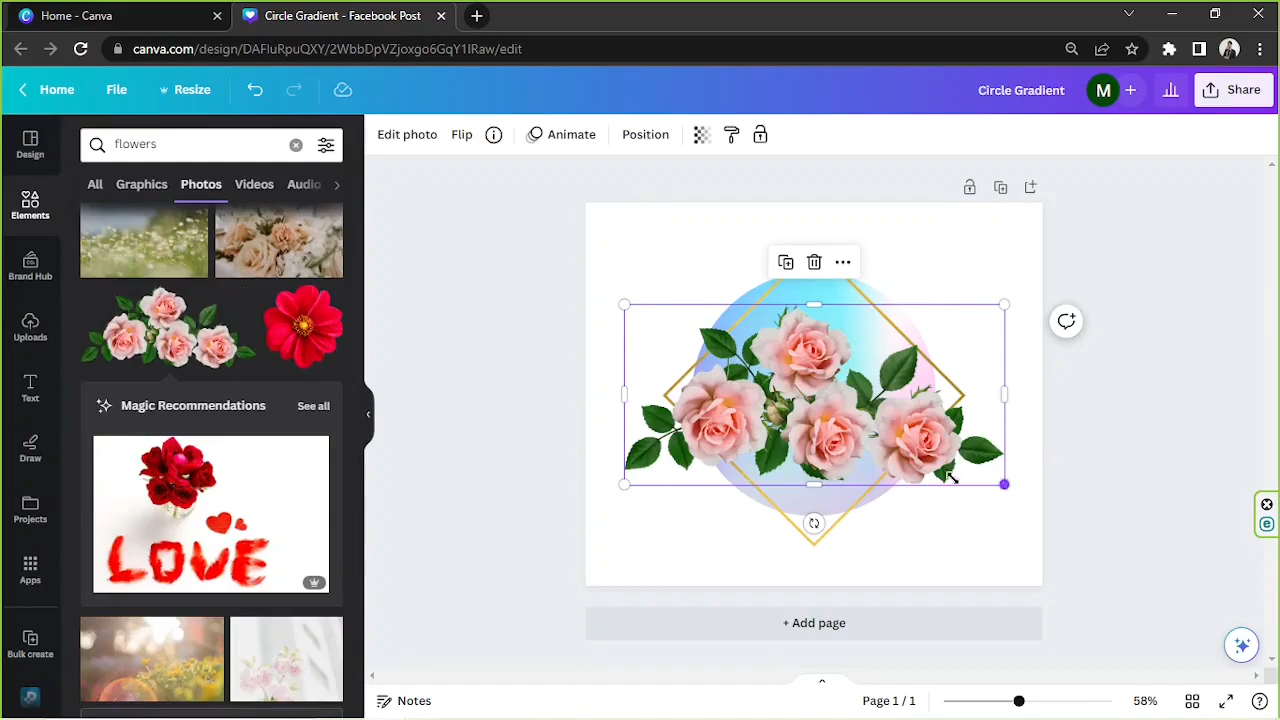 Home - Canva
Circle Gradient - Facebook Post
canva.com/design/DAFluRpuQXY/2WbbDpVZjoxgo6GqY1IRaw/edit
Home
File
Resize
Circle Gradient
M
Share
flowers
Edit photo
Flip
Animate
Position
All
Graphics
Photos
Videos
Audio
Design
Elements
Brand Hub
Uploads
Text
Draw
Projects
Apps
Bulk create
Magic Recommendations
See all
LOVE
+ Add page
Notes
Page 1 / 1
58%